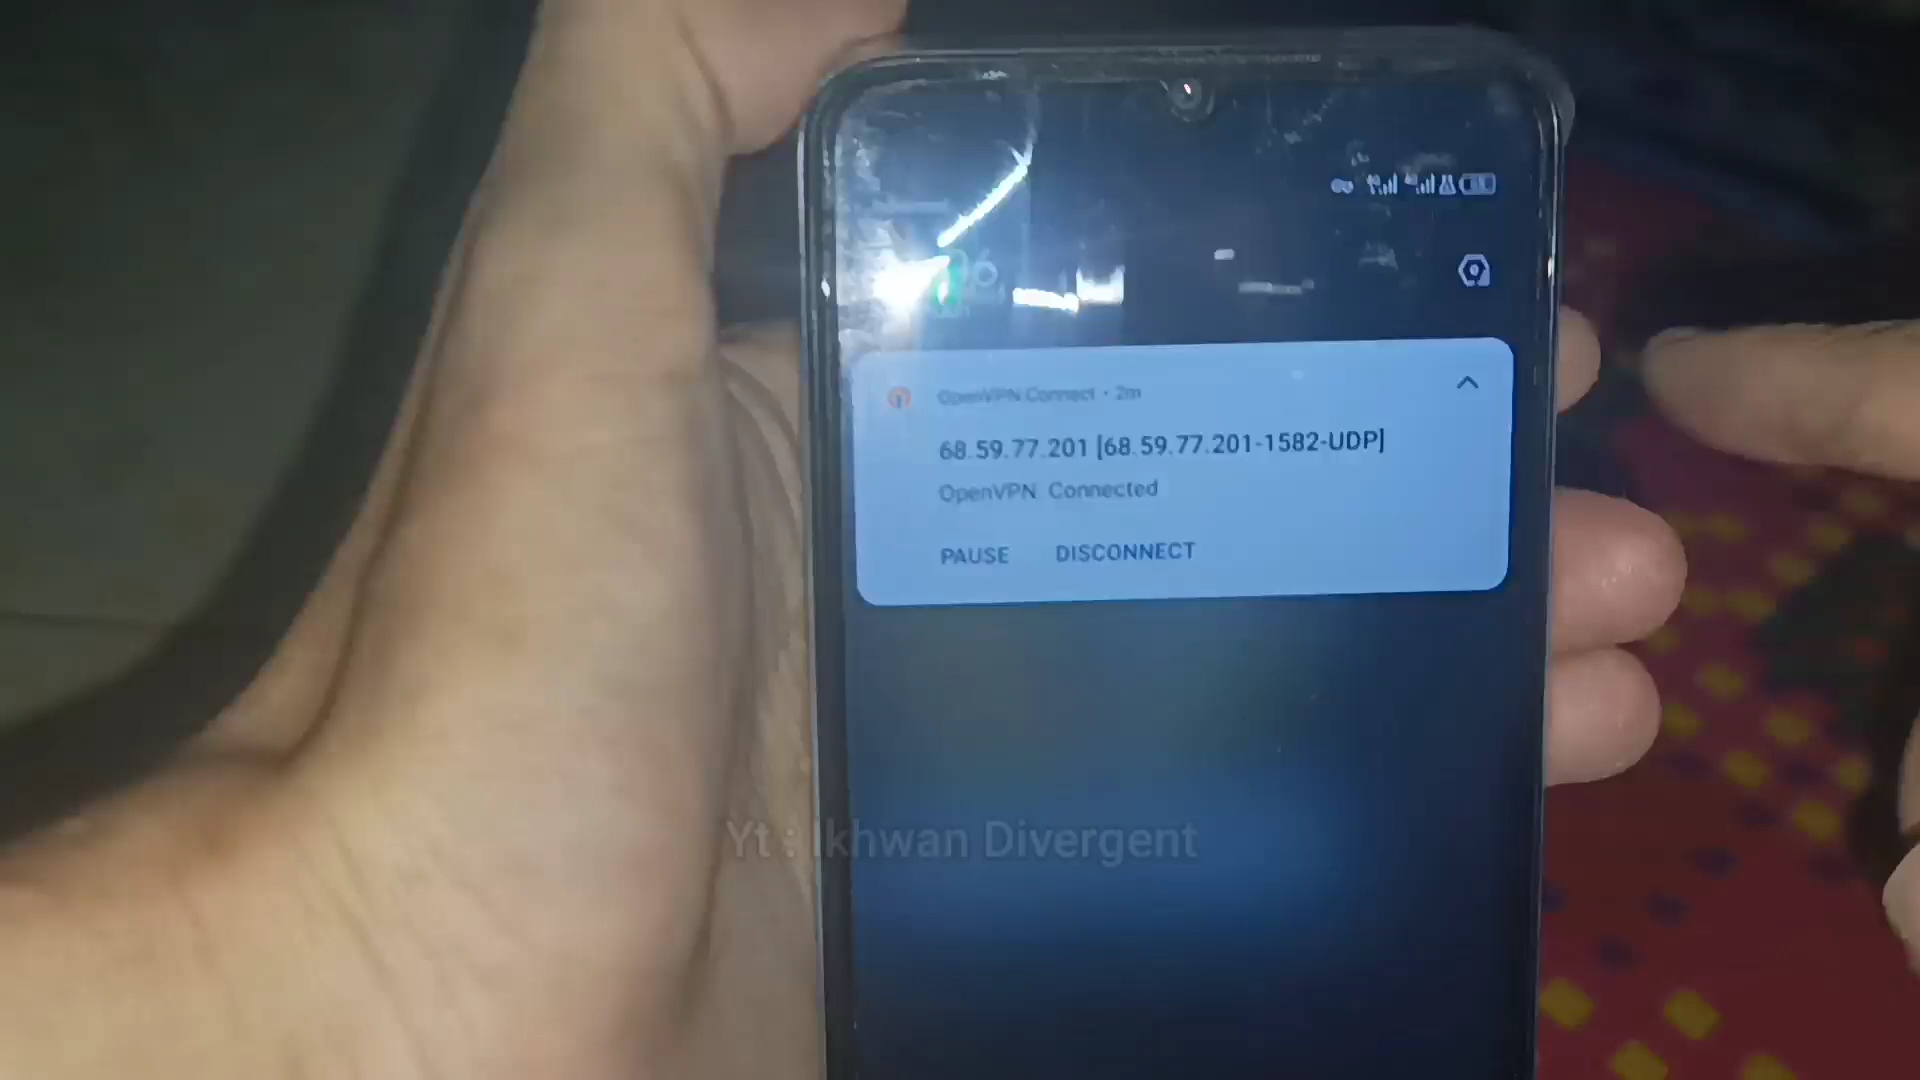 OpenVPN Connect • 2m
68.59.77.201 [68.59.77.201-1582-UDP]
OpenVPN Connected
PAUSE DISCONNECT
Yt : Ikhwan Divergent